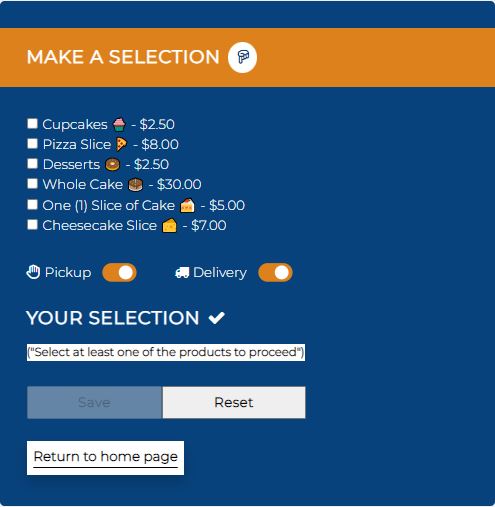 MAKE A SELECTION
Cupcakes 🧁 - $2.50
Pizza Slice 🍕 - $8.00
Desserts 🍩 - $2.50
Whole Cake 🎂 - $30.00
One (1) Slice of Cake 🍰 - $5.00
Cheesecake Slice 🧀 - $7.00
Pickup Delivery
YOUR SELECTION ✔
("Select at least one of the products to proceed")
Save Reset
Return to home page